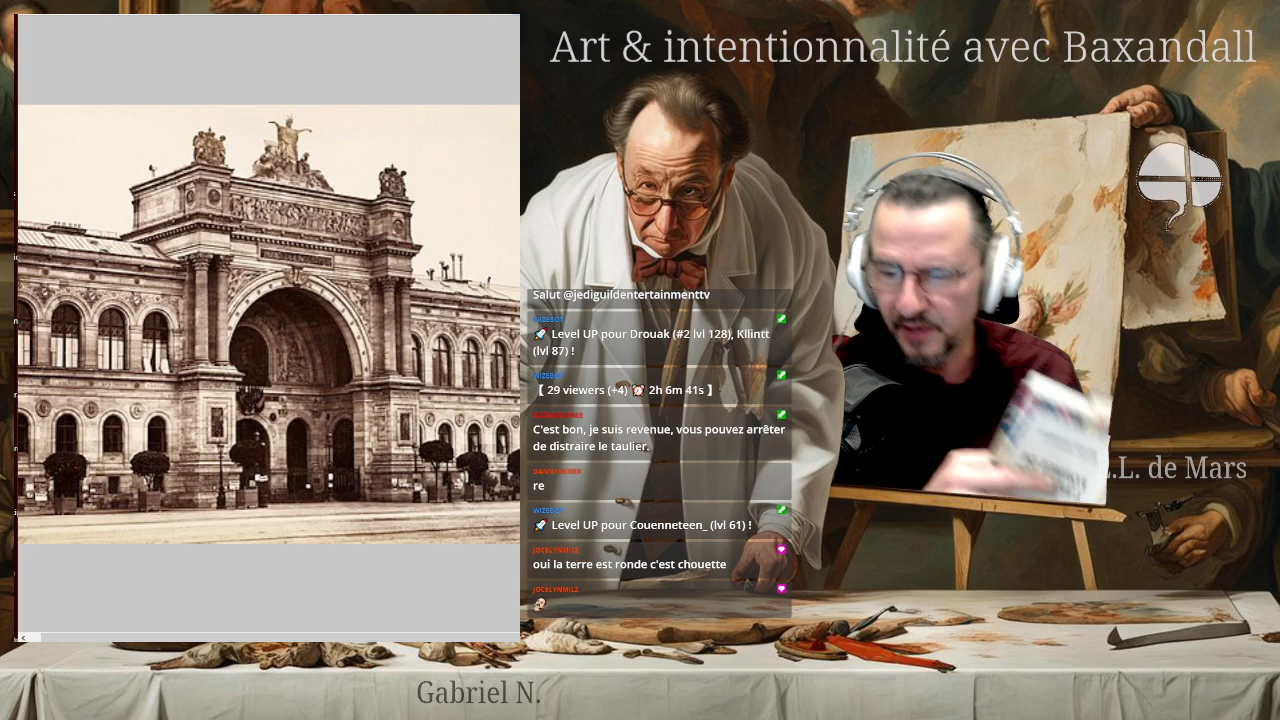 Art & intentionnalité avec Baxandall
Salut @jediguildentertainmenttv
WIZEBOT
🚀 Level UP pour Drouak (#2 lvl 128), Kllintt
(lvl 87) !
WIZEBOT
【 29 viewers (+4) ⏰ 2h 6m 41s 】
C'est bon, je suis revenue, vous pouvez arrêter
de distraire le taulier.
re
WIZEBOT
🚀 Level UP pour Couenneteen_ (lvl 61) !
JOCELYNMILZ
oui la terre est ronde c'est chouette
JOCELYNMILZ
L.L. de Mars
Gabriel N.